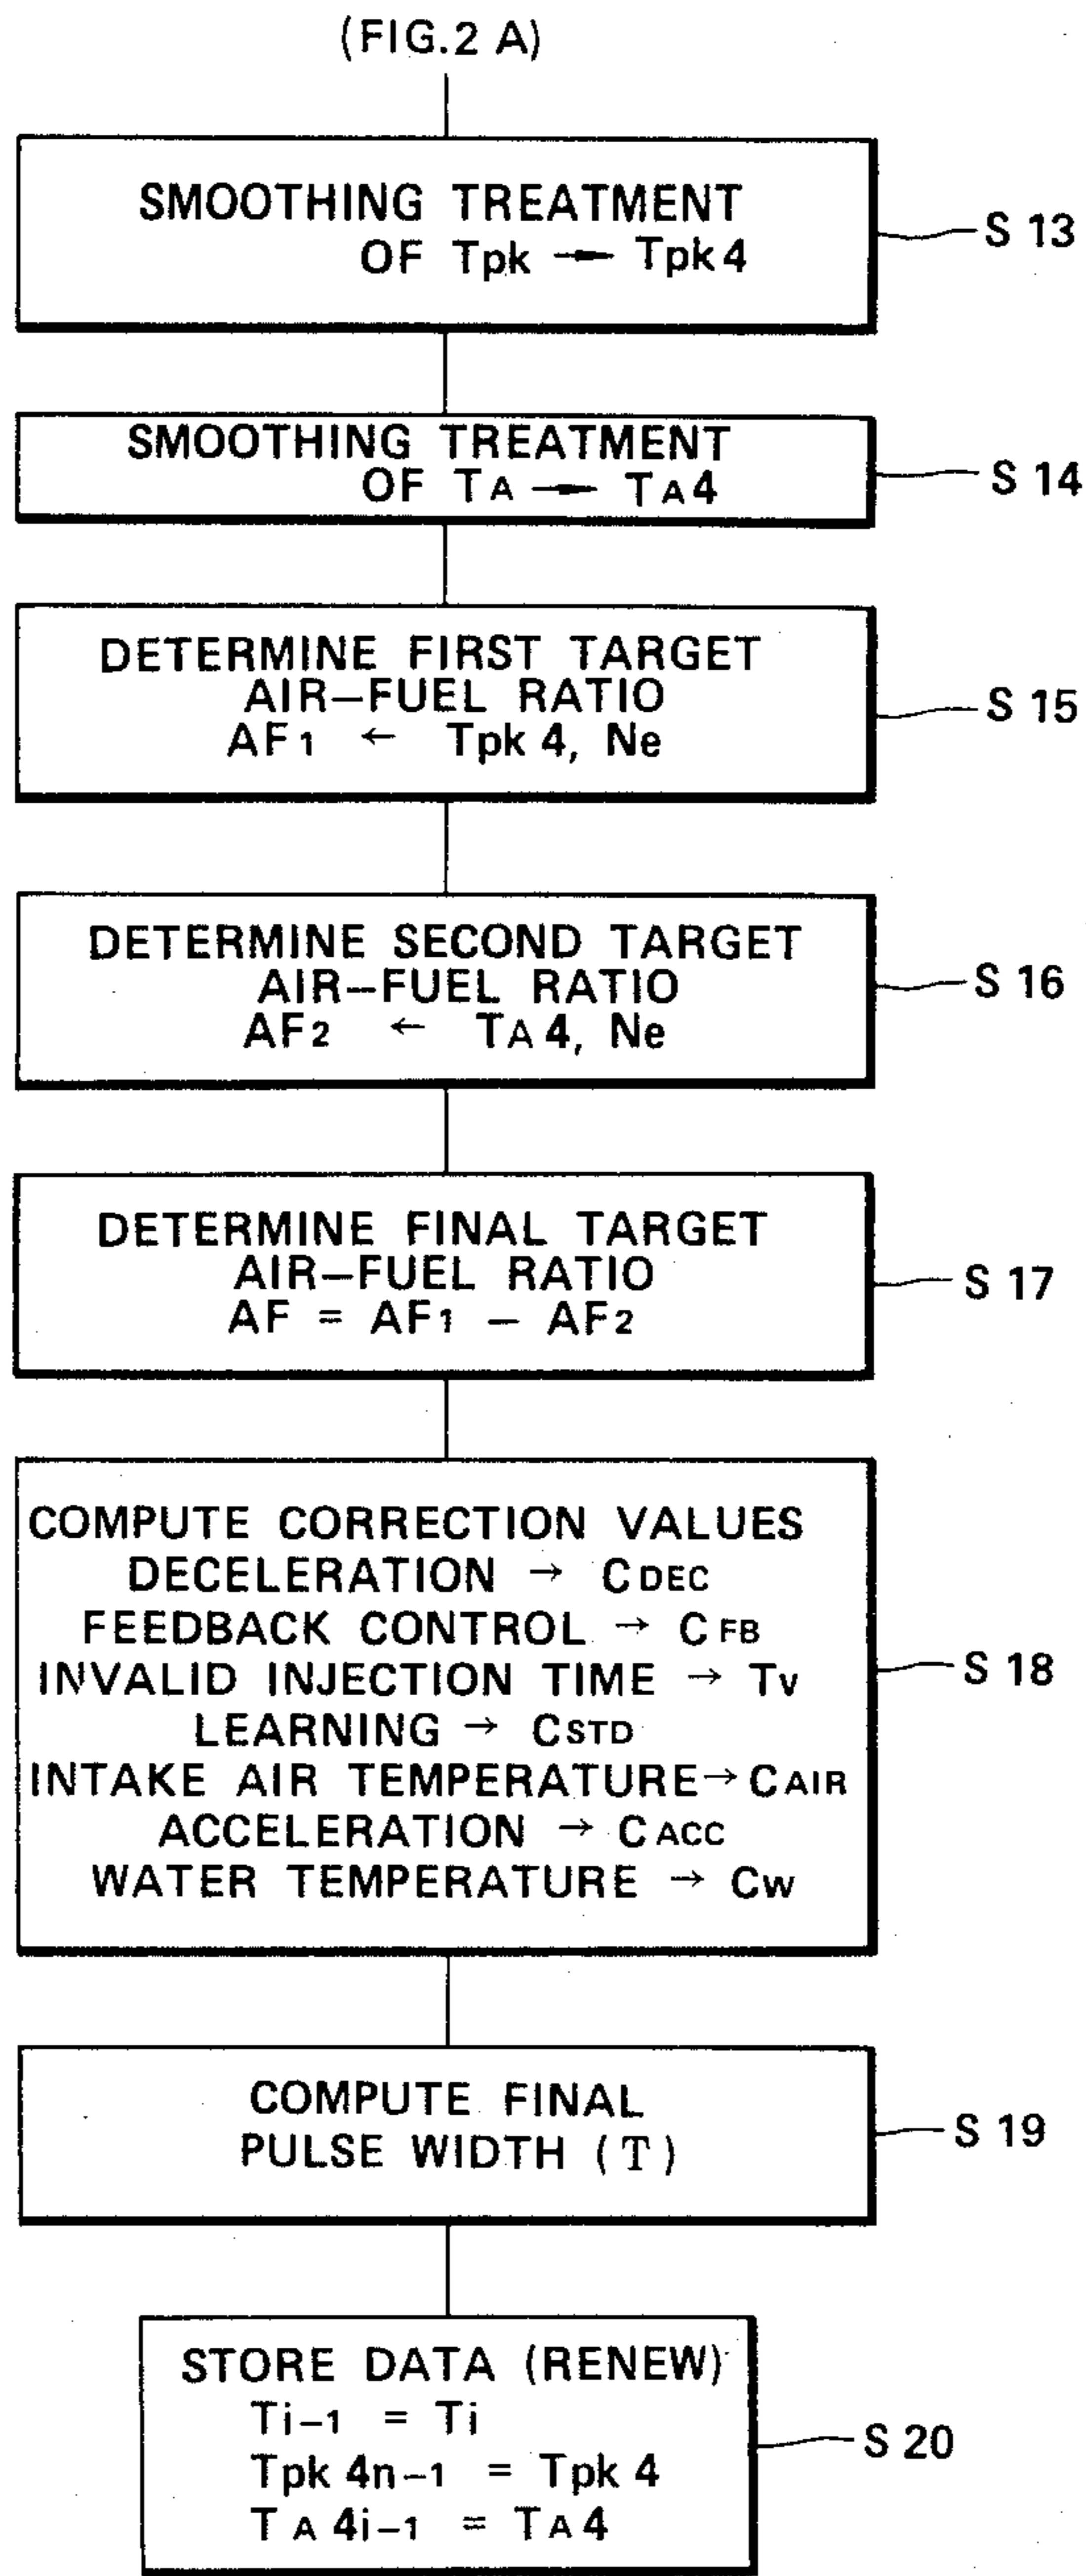 (FIG.2 A)
SMOOTHING TREATMENT
OF Tpk → Tpk4
S 13
SMOOTHING TREATMENT
OF TA → TA4
S 14
DETERMINE FIRST TARGET
AIR-FUEL RATIO
AF1 ← Tpk 4, Ne
S 15
DETERMINE SECOND TARGET
AIR-FUEL RATIO
AF2 ← TA 4, Ne
S 16
DETERMINE FINAL TARGET
AIR-FUEL RATIO
AF = AF1 - AF2
S 17
COMPUTE CORRECTION VALUES
DECELERATION → CDEC
FEEDBACK CONTROL → CFB
INVALID INJECTION TIME → TV
LEARNING → CSTD
INTAKE AIR TEMPERATURE → CAIR
ACCELERATION → CACC
WATER TEMPERATURE → CW
S 18
COMPUTE FINAL
PULSE WIDTH (T)
S 19
STORE DATA (RENEW)
Ti-1 = Ti
Tpk 4n-1 = Tpk 4
TA 4i-1 = TA4
S 20